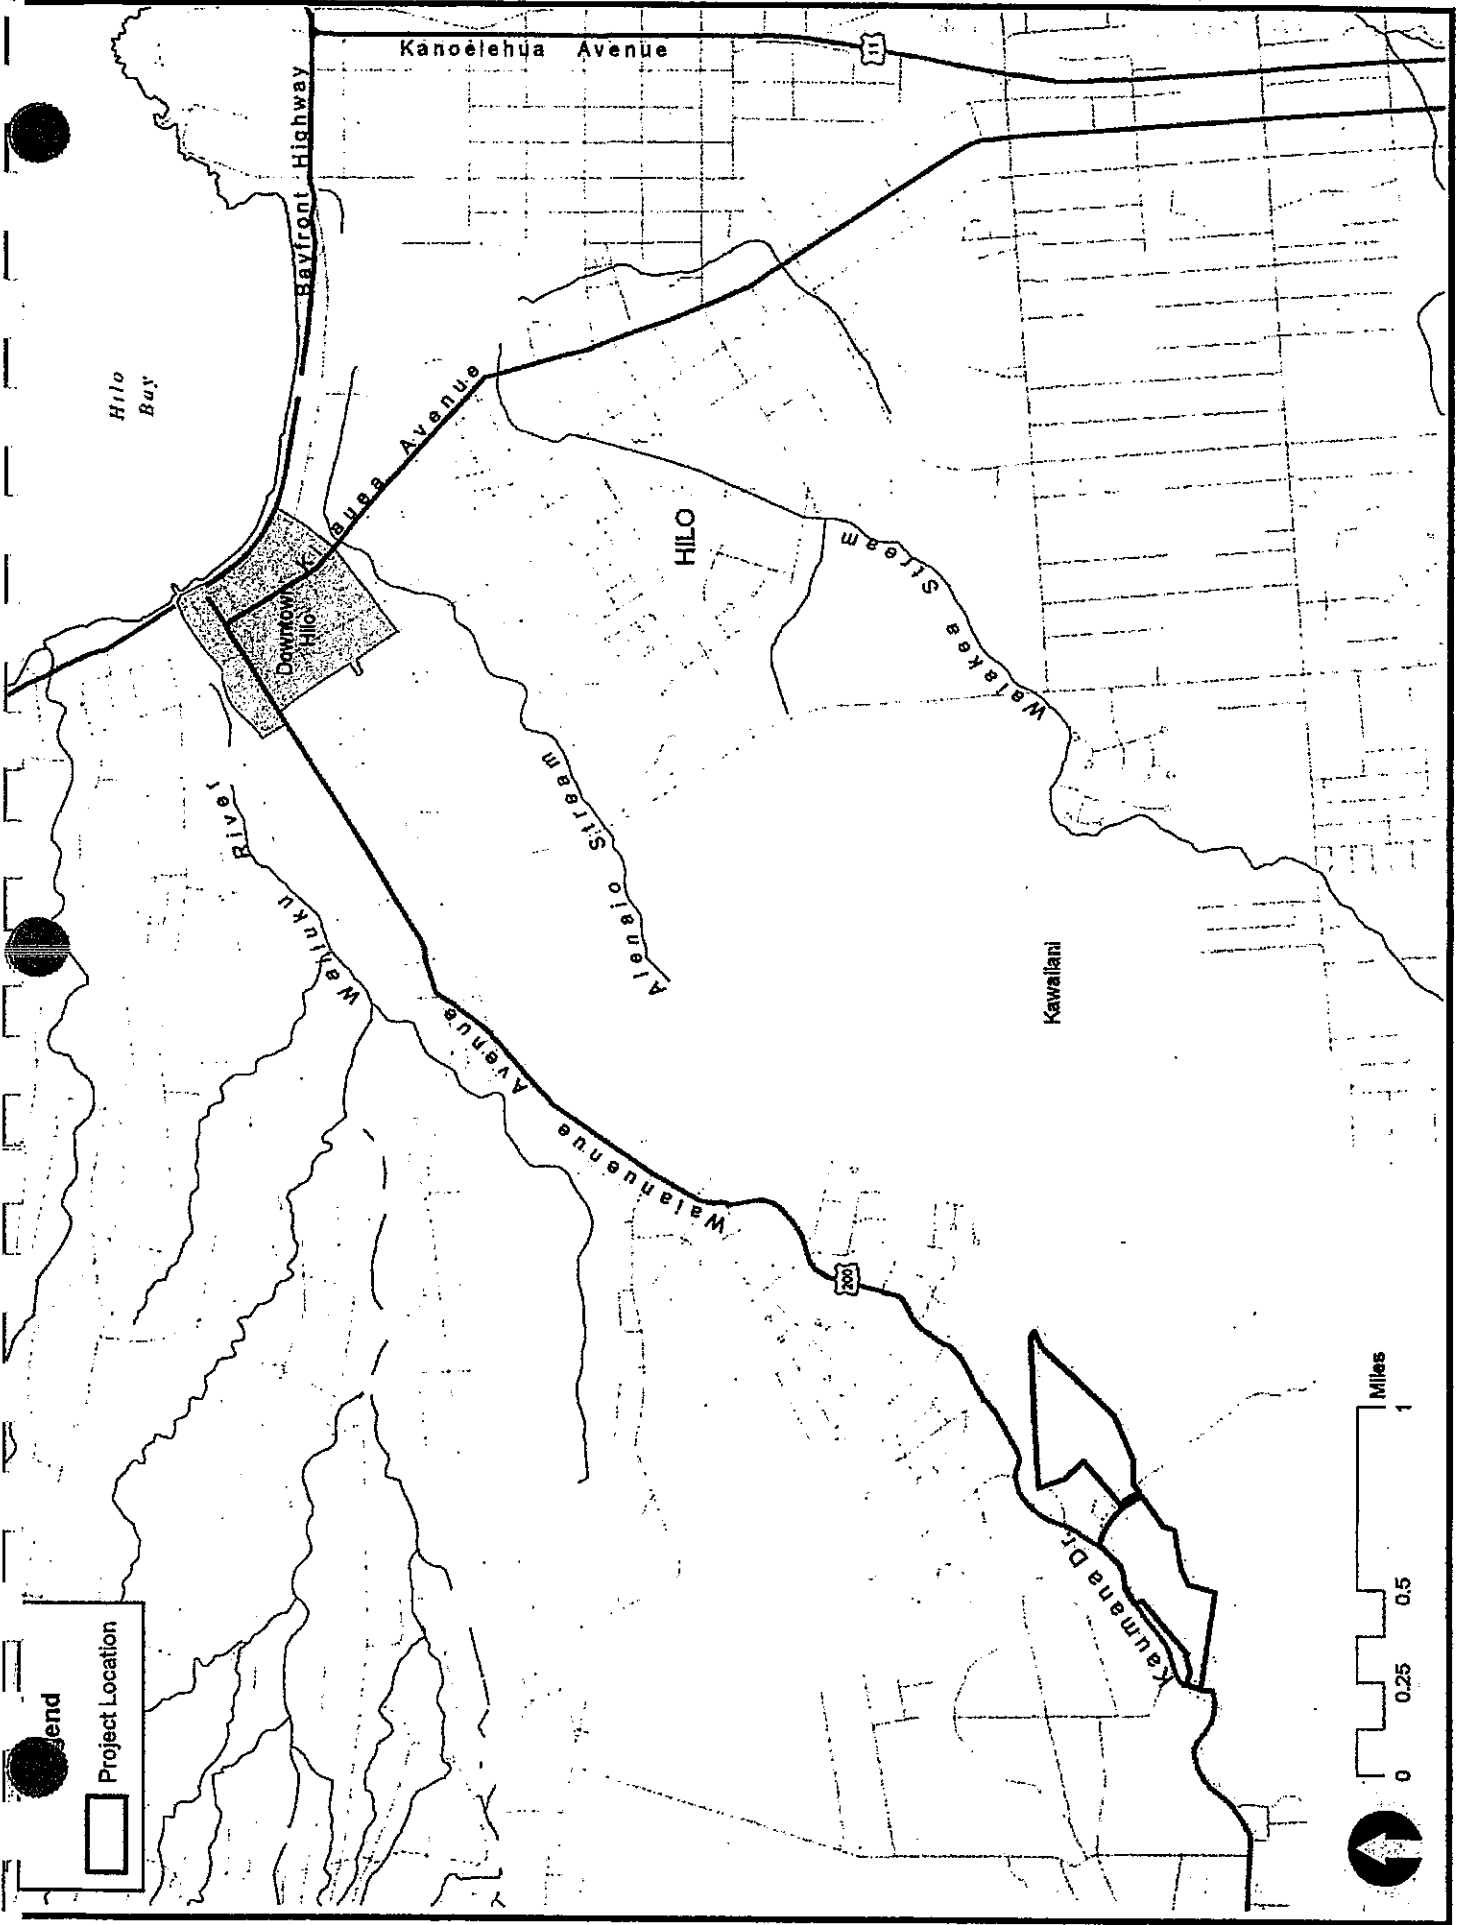 end
Project Location
Hilo
Bay
Bayfront Highway
Kanoelehua Avenue
11
Downtown
Hilo
Kilauea Avenue
Wailuku River
HILO
Alenaio Stream
Waiakea Stream
Waianuenue Avenue
200
Kawailani
Kaumana Dr.
0 0.25 0.5 1
Miles